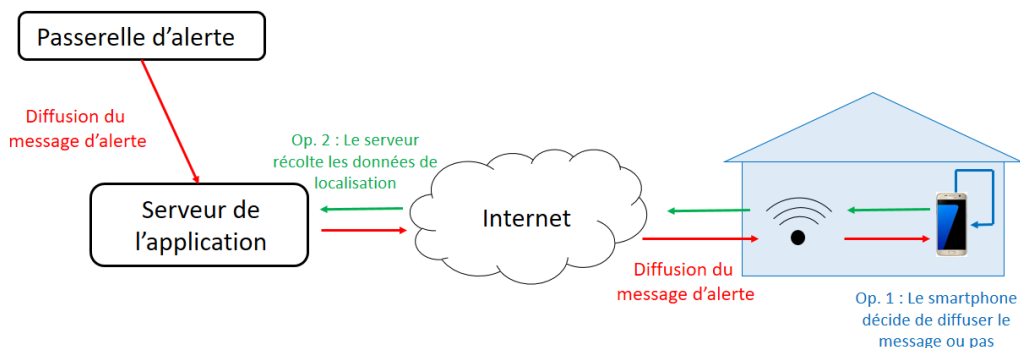 Passerelle d'alerte
Diffusion du
message d'alerte
Op. 2 : Le serveur
récolte les données de
localisation
Serveur de
l'application
Internet
Diffusion du
message d'alerte
Op. 1 : Le smartphone
décide de diffuser le
message ou pas